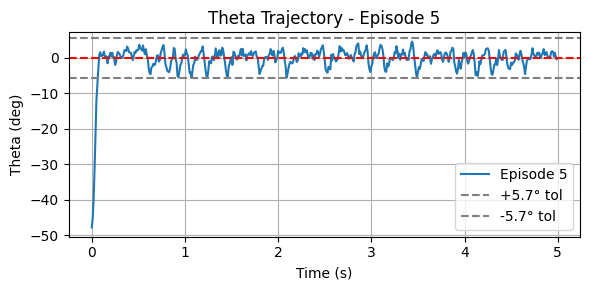 Theta Trajectory - Episode 5
Theta (deg)
0
−10
−20
−30
−40
−50
0
1
2
3
4
5
Time (s)
Episode 5
+5.7° tol
-5.7° tol